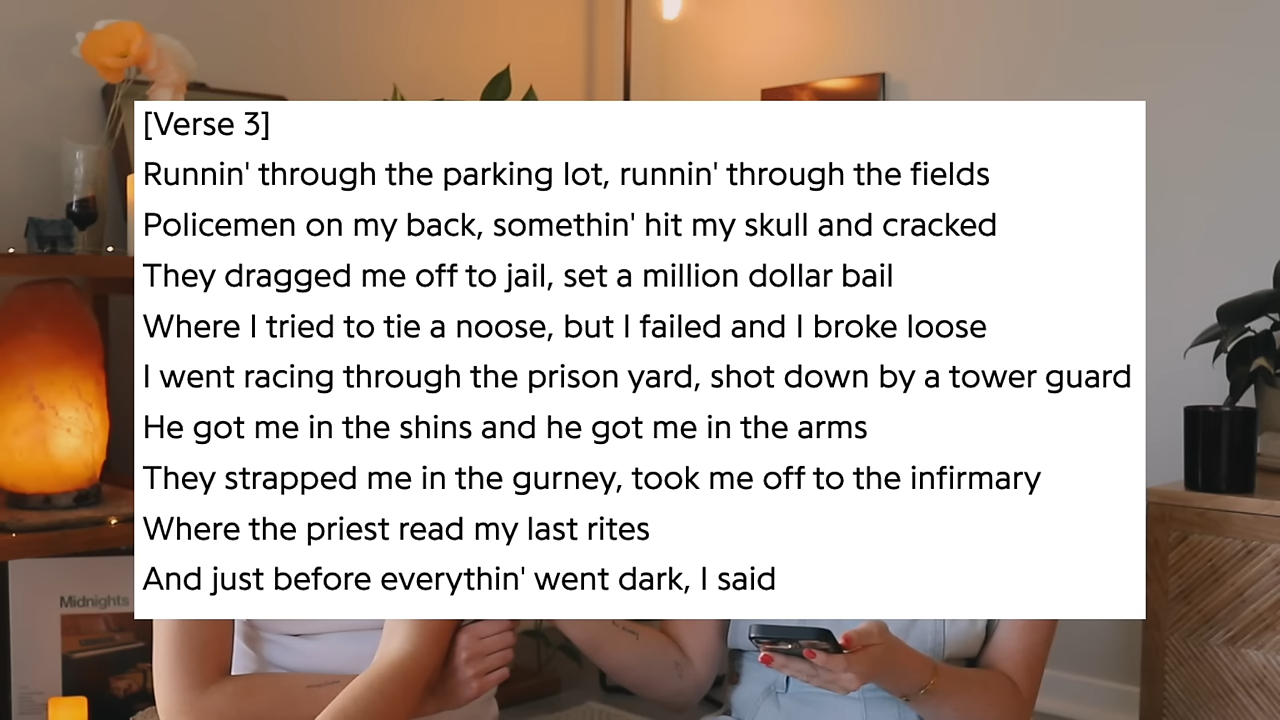 [Verse 3]
Runnin' through the parking lot, runnin' through the fields
Policemen on my back, somethin' hit my skull and cracked
They dragged me off to jail, set a million dollar bail
Where I tried to tie a noose, but I failed and I broke loose
I went racing through the prison yard, shot down by a tower guard
He got me in the shins and he got me in the arms
They strapped me in the gurney, took me off to the infirmary
Where the priest read my last rites
And just before everythin' went dark, I said
Midnights